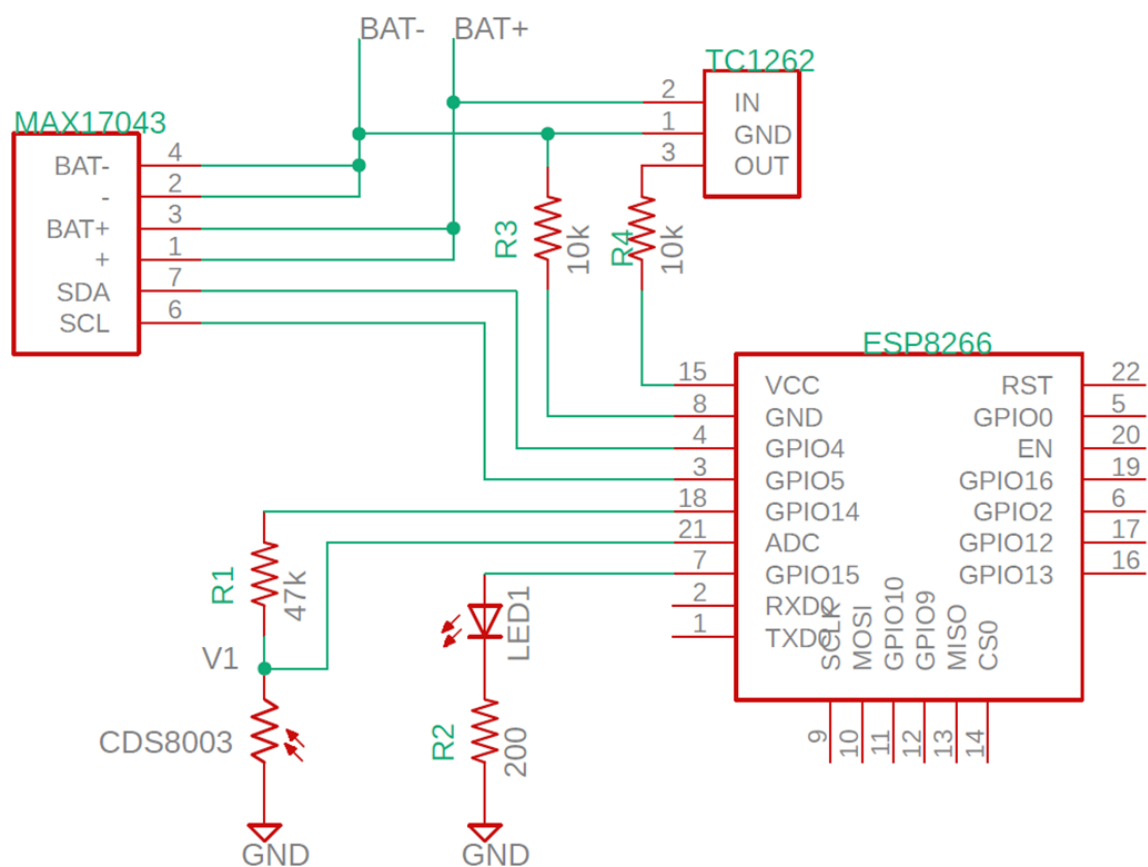 BAT- BAT+
TC1262
2 IN
1 GND
3 OUT
MAX17043
BAT- 4
- 2
BAT+ 3
+ 1
SDA 7
SCL 6
R3 10k
R4 10k
ESP8266
15 VCC RST 22
8 GND GPIO0 5
4 GPIO4 EN 20
3 GPIO5 GPIO16 19
18 GPIO14 GPIO2 6
21 ADC GPIO12 17
7 GPIO15 GPIO13 16
2 RXD0
1 TXD0
SCLK MOSI GPIO10 GPIO9 MISO CS0
9 10 11 12 13 14
R1 47k
V1
CDS8003
GND
LED1
R2 200
GND